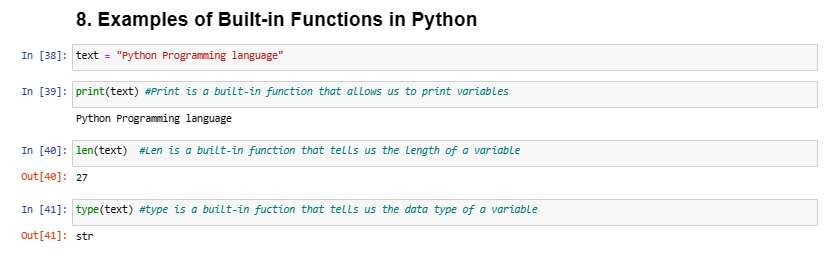 8. Examples of Built-in Functions in Python
In [38]: text = "Python Programming language"
In [39]: print(text) #Print is a built-in function that allows us to print variables
Python Programming language
In [40]: len(text)  #Len is a built-in function that tells us the length of a variable
Out[40]: 27
In [41]: type(text) #type is a built-in fuction that tells us the data type of a variable
Out[41]: str